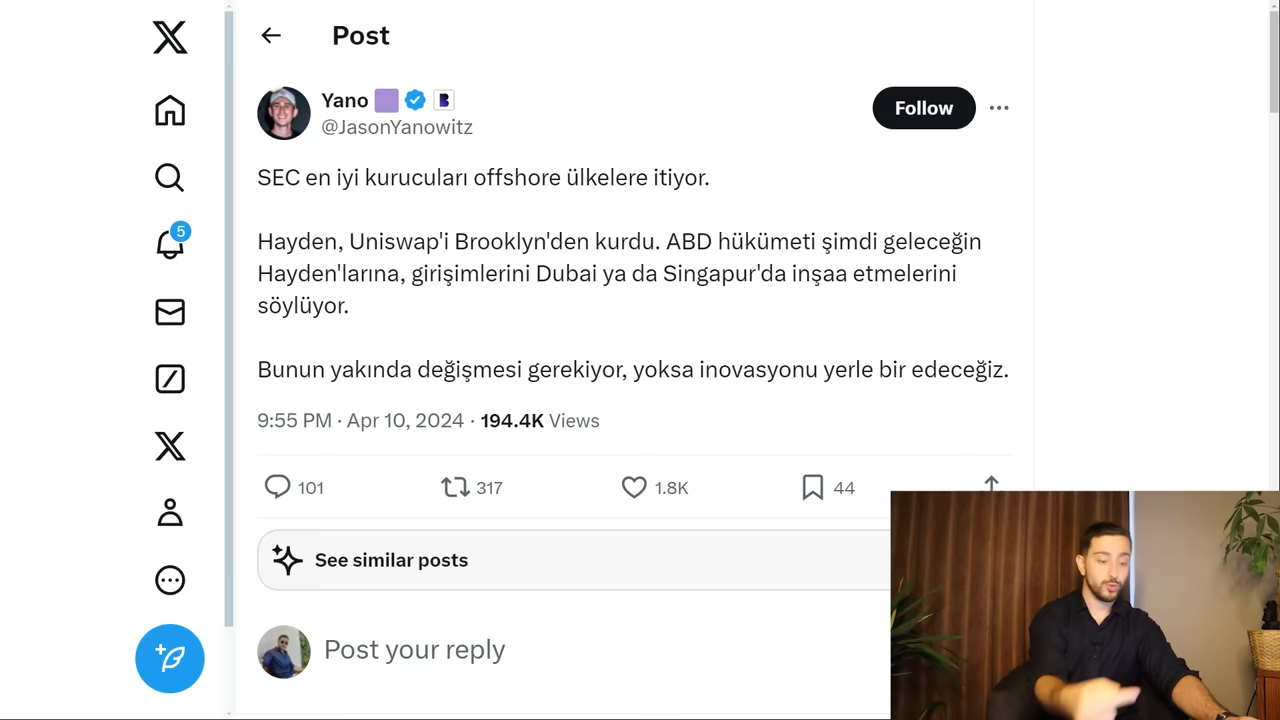 Post
Yano
@JasonYanowitz
Follow
SEC en iyi kurucuları offshore ülkelere itiyor.
Hayden, Uniswap'i Brooklyn'den kurdu. ABD hükümeti şimdi geleceğin
Hayden'larına, girişimlerini Dubai ya da Singapur'da inşaa etmelerini
söylüyor.
Bunun yakında değişmesi gerekiyor, yoksa inovasyonu yerle bir edeceğiz.
9:55 PM · Apr 10, 2024 · 194.4K Views
101 317 1.8K 44
5
See similar posts
Post your reply